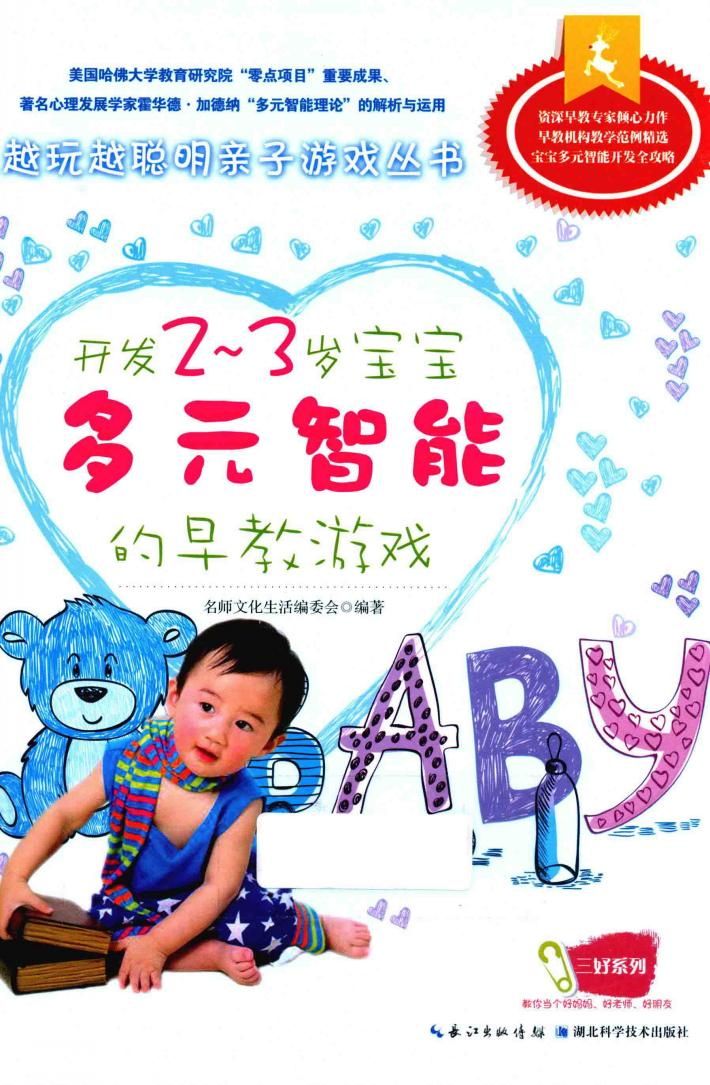 美国哈佛大学教育研究院“零点项目”重要成果、
著名心理发展学家霍华德·加德纳“多元智能理论”的解析与运用
越玩越聪明亲子游戏丛书
资深早教专家倾心力作
早教机构教学范例精选
宝宝多元智能开发全攻略
开发2~3岁宝宝
多元智能
的早教游戏
名师文化生活编委会◎编著
BABY
三好系列
教你当个好妈妈、好老师、好朋友
长江出版传媒 湖北科学技术出版社